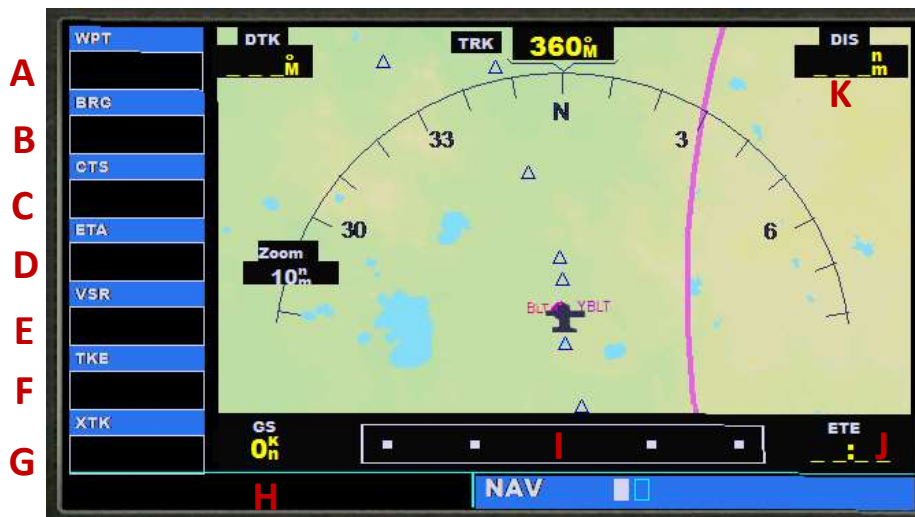 WPT
DTK
TRK
360°M
DIS
A
_ _ _°M
_ _ _nm
K
BRG
B
33
N
3
CTS
C
ETA
30
6
D
Zoom
10nm
VSR
BLT
YBLT
E
TKE
F
XTK
GS
ETE
G
0Kn
I
_ _:_ _
J
H
NAV